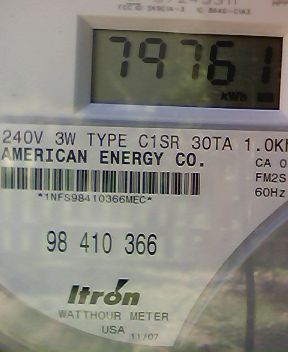 79761
kWh
240V 3W TYPE C1SR 30TA 1.0K
AMERICAN ENERGY CO.
CA 0
FM2S
60Hz
*1NFS98410366MEC*
98 410 366
Itrón
WATTHOUR METER
USA 11/07